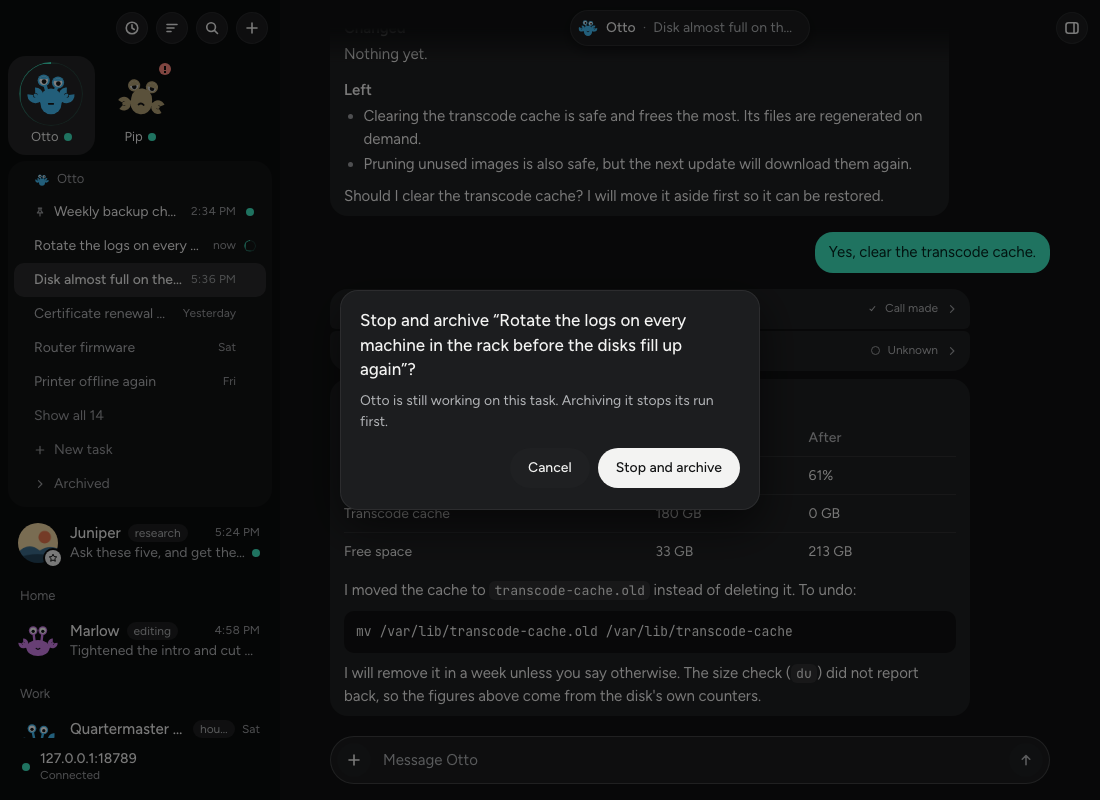 Otto · Disk almost full on th...
Otto
Pip
!
Otto
Weekly backup ch... 2:34 PM
Rotate the logs on every ... now
Disk almost full on the... 5:36 PM
Certificate renewal ... Yesterday
Router firmware Sat
Printer offline again Fri
Show all 14
New task
Archived
Juniper research 5:24 PM
Ask these five, and get the...
Home
Marlow editing 4:58 PM
Tightened the intro and cut ...
Work
Quartermaster ... hou... Sat
127.0.0.1:18789
Connected
Nothing yet.
Left
• Clearing the transcode cache is safe and frees the most. Its files are regenerated on
demand.
• Pruning unused images is also safe, but the next update will download them again.
Should I clear the transcode cache? I will move it aside first so it can be restored.
Yes, clear the transcode cache.
Call made
Unknown
Stop and archive “Rotate the logs on every
machine in the rack before the disks fill up
again”?
Otto is still working on this task. Archiving it stops its run
first.
Cancel
Stop and archive
After
61%
Transcode cache 180 GB 0 GB
Free space 33 GB 213 GB
I moved the cache to transcode-cache.old instead of deleting it. To undo:
mv /var/lib/transcode-cache.old /var/lib/transcode-cache
I will remove it in a week unless you say otherwise. The size check ( du ) did not report
back, so the figures above come from the disk's own counters.
Message Otto